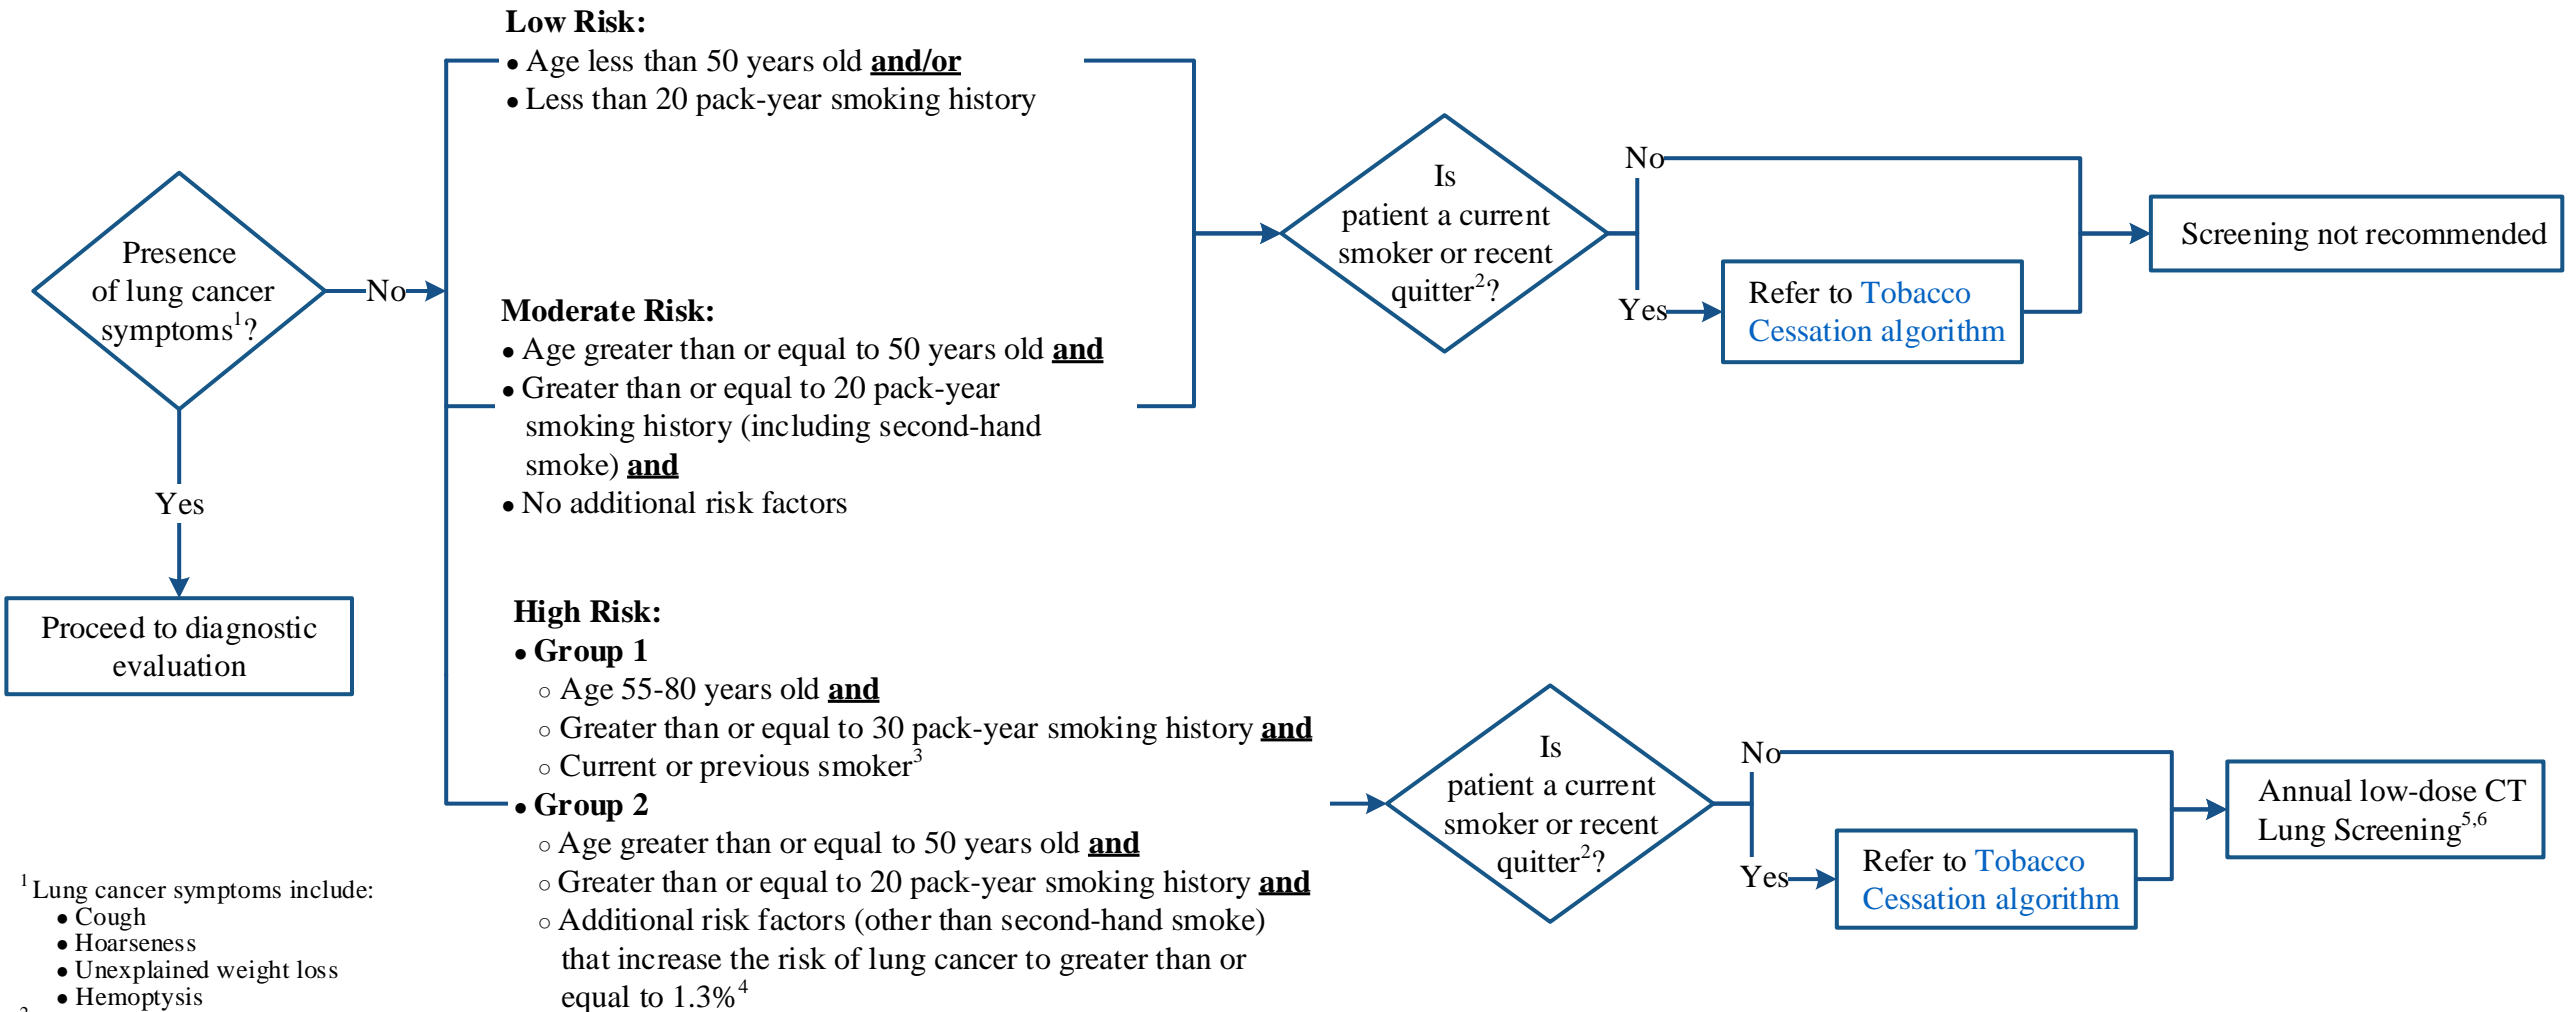 Presence
of lung cancer
symptoms1?
No
Yes
Proceed to diagnostic
evaluation
Low Risk:
● Age less than 50 years old and/or
● Less than 20 pack-year smoking history
Moderate Risk:
● Age greater than or equal to 50 years old and
● Greater than or equal to 20 pack-year
smoking history (including second-hand
smoke) and
● No additional risk factors
Is
patient a current
smoker or recent
quitter2?
No
Yes
Refer to Tobacco
Cessation algorithm
Screening not recommended
High Risk:
● Group 1
○ Age 55-80 years old and
○ Greater than or equal to 30 pack-year smoking history and
○ Current or previous smoker3
● Group 2
○ Age greater than or equal to 50 years old and
○ Greater than or equal to 20 pack-year smoking history and
○ Additional risk factors (other than second-hand smoke)
that increase the risk of lung cancer to greater than or
equal to 1.3%4
Is
patient a current
smoker or recent
quitter2?
No
Yes
Refer to Tobacco
Cessation algorithm
Annual low-dose CT
Lung Screening5,6
1 Lung cancer symptoms include:
● Cough
● Hoarseness
● Unexplained weight loss
● Hemoptysis
2